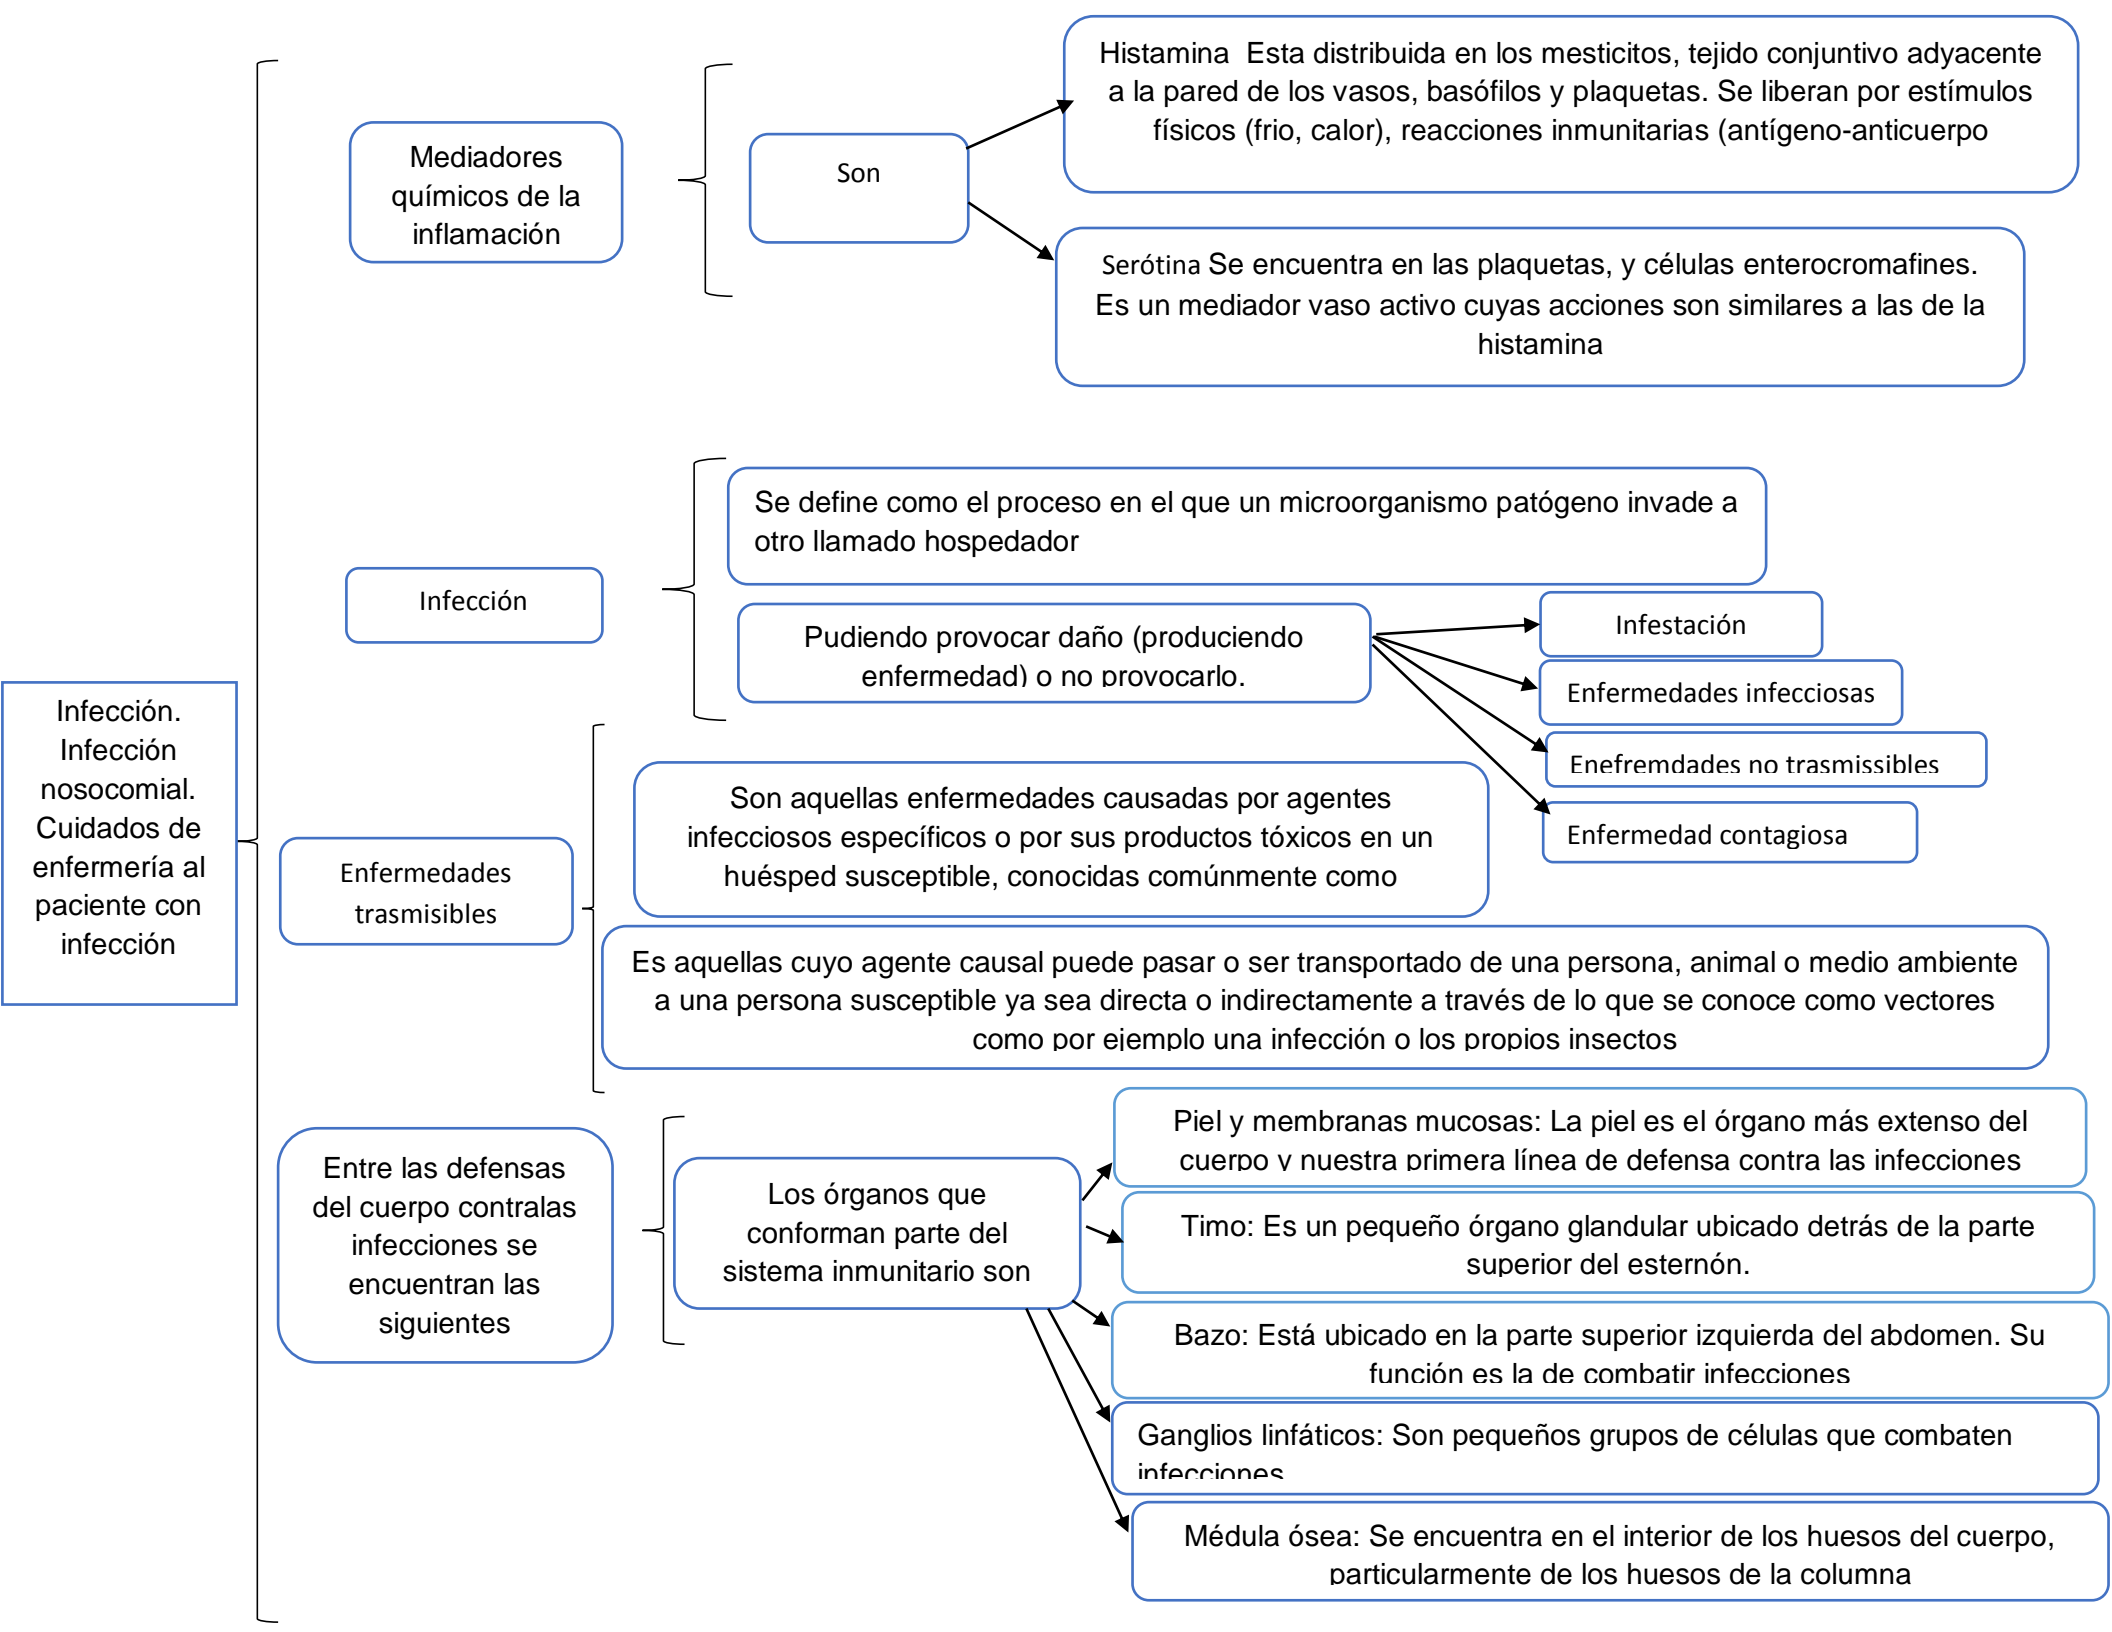 Histamina  Esta distribuida en los mesticitos, tejido conjuntivo adyacente
a la pared de los vasos, basófilos y plaquetas. Se liberan por estímulos
físicos (frio, calor), reacciones inmunitarias (antígeno-anticuerpo
Mediadores
químicos de la
inflamación
Son
Serótina Se encuentra en las plaquetas, y células enterocromafines.
Es un mediador vaso activo cuyas acciones son similares a las de la
histamina
Se define como el proceso en el que un microorganismo patógeno invade a
otro llamado hospedador
Infección
Pudiendo provocar daño (produciendo
enfermedad) o no provocarlo.
Infestación
Enfermedades infecciosas
Enefremdades no trasmissibles
Enfermedad contagiosa
Infección.
Infección
nosocomial.
Cuidados de
enfermería al
paciente con
infección
Enfermedades
trasmisibles
Son aquellas enfermedades causadas por agentes
infecciosos específicos o por sus productos tóxicos en un
huésped susceptible, conocidas comúnmente como
Es aquellas cuyo agente causal puede pasar o ser transportado de una persona, animal o medio ambiente
a una persona susceptible ya sea directa o indirectamente a través de lo que se conoce como vectores
como por ejemplo una infección o los propios insectos
Entre las defensas
del cuerpo contralas
infecciones se
encuentran las
siguientes
Los órganos que
conforman parte del
sistema inmunitario son
Piel y membranas mucosas: La piel es el órgano más extenso del
cuerpo y nuestra primera línea de defensa contra las infecciones
Timo: Es un pequeño órgano glandular ubicado detrás de la parte
superior del esternón.
Bazo: Está ubicado en la parte superior izquierda del abdomen. Su
función es la de combatir infecciones
Ganglios linfáticos: Son pequeños grupos de células que combaten
infecciones
Médula ósea: Se encuentra en el interior de los huesos del cuerpo,
particularmente de los huesos de la columna